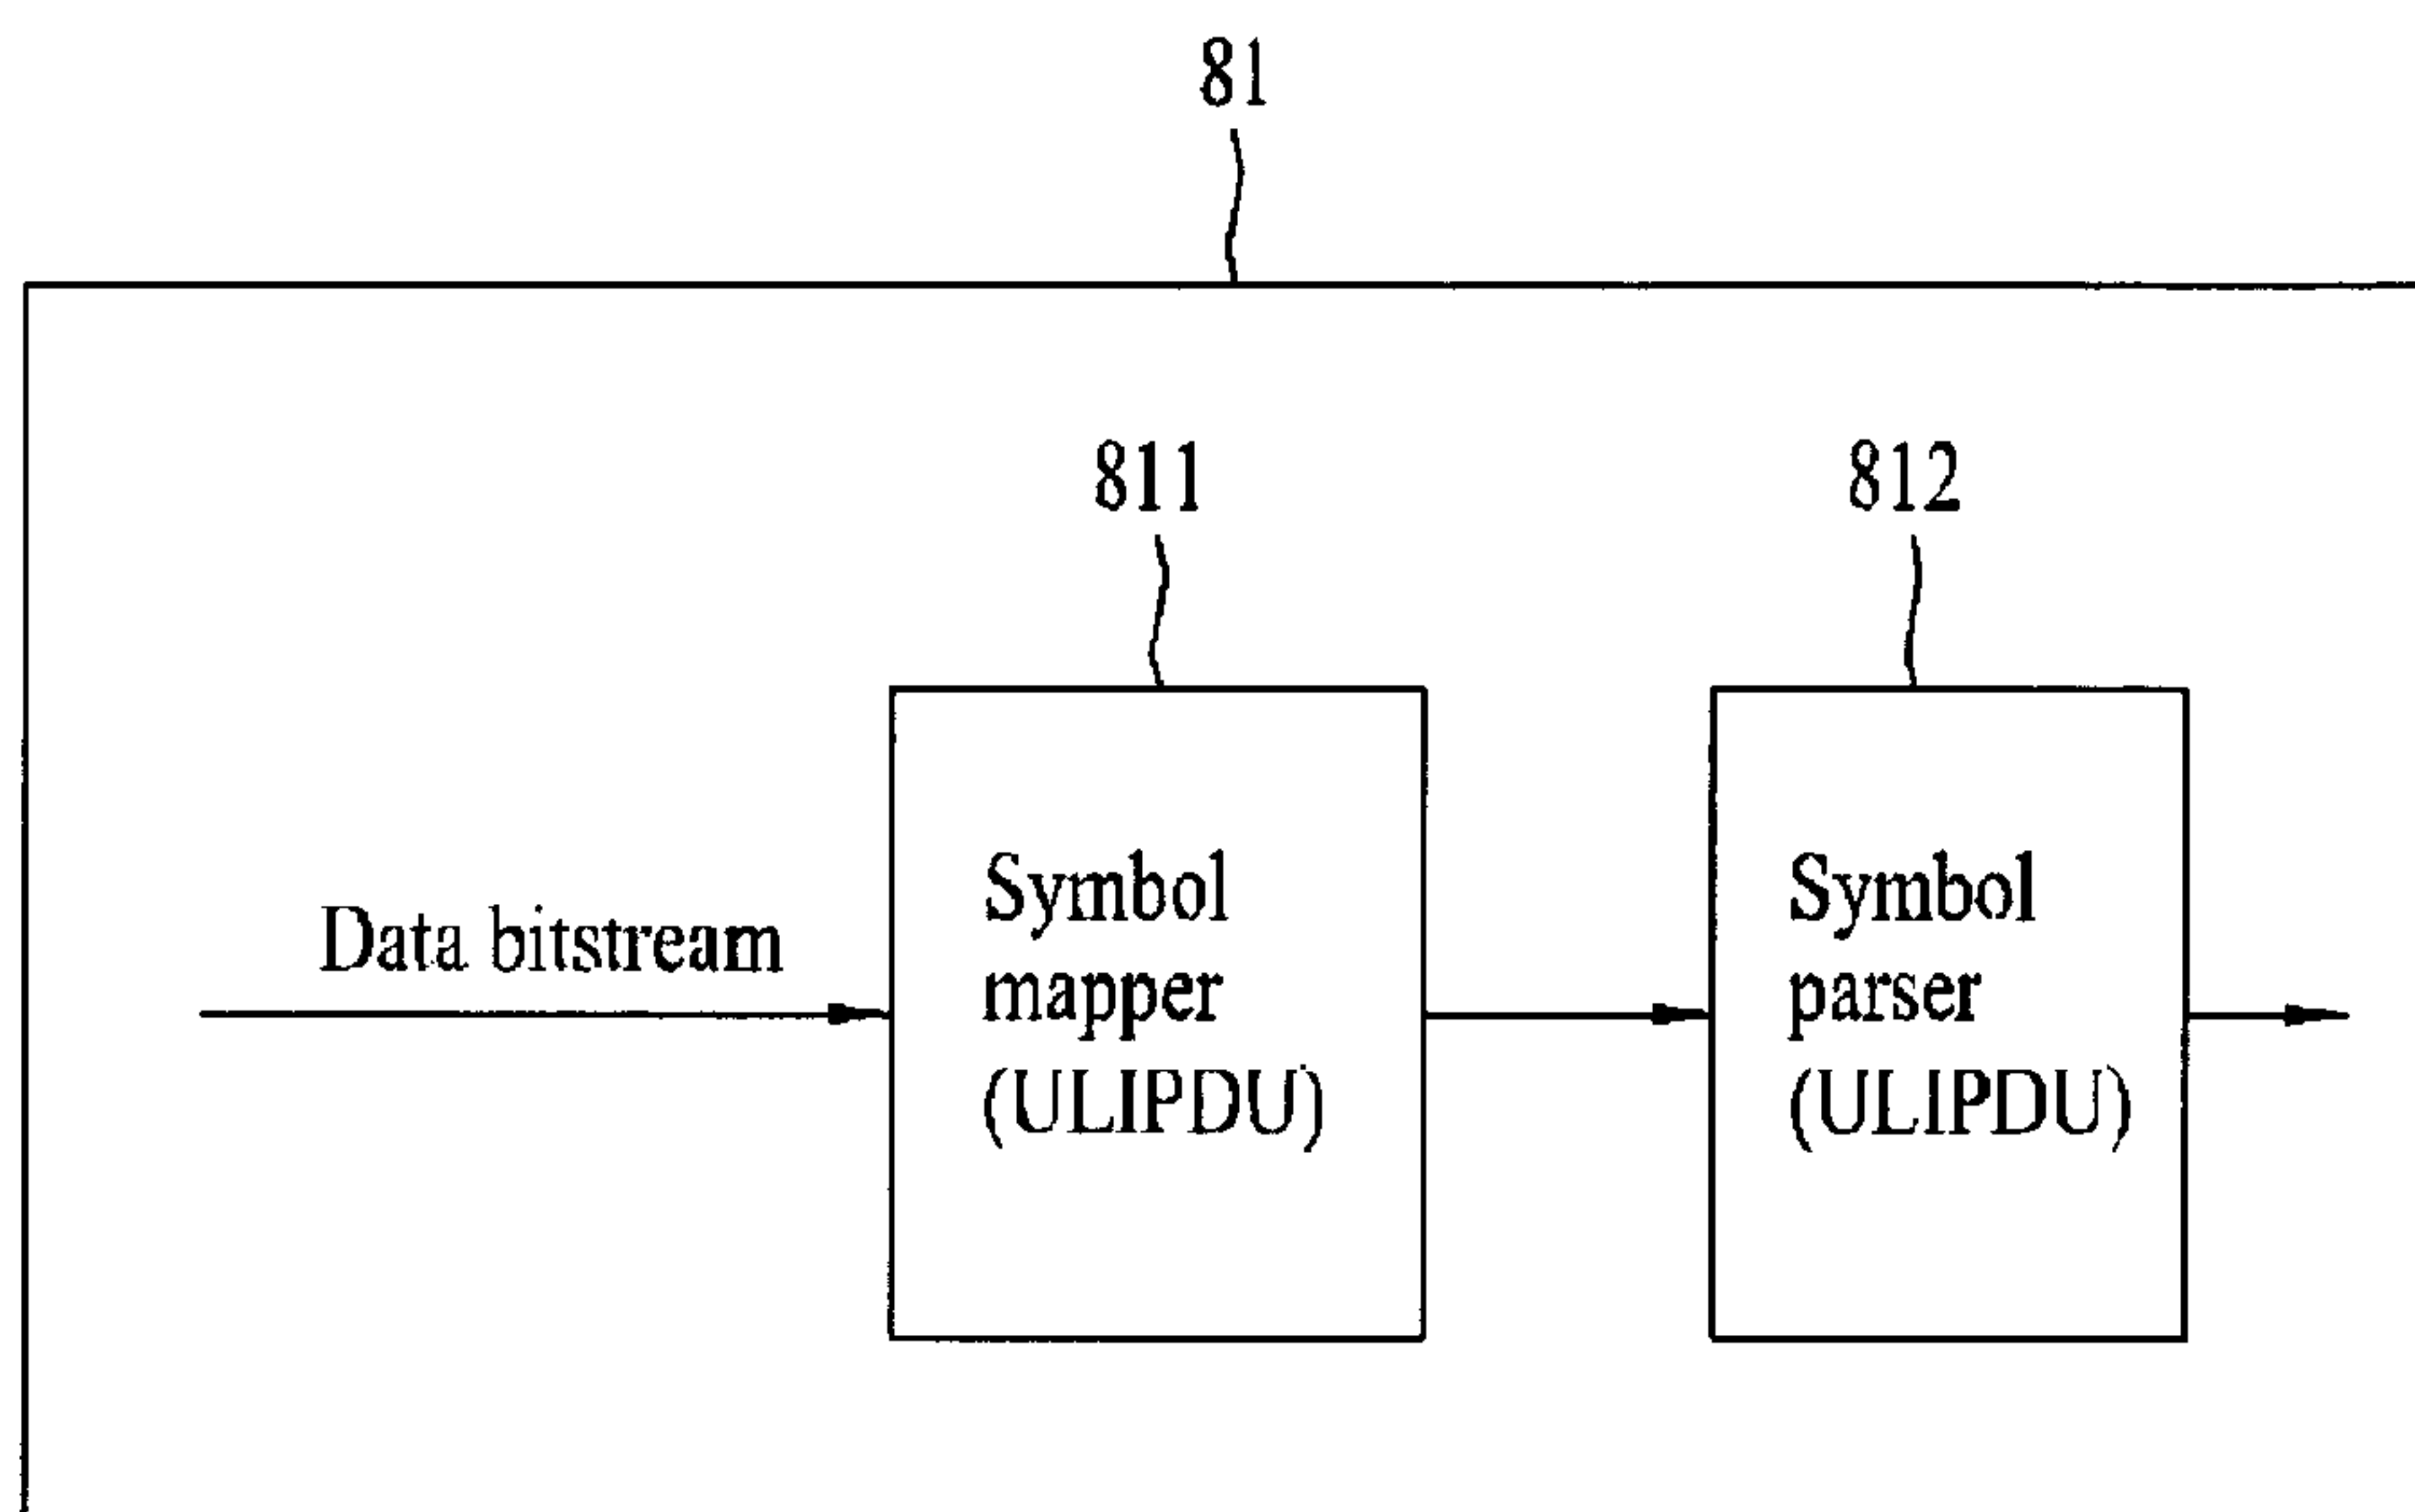 81
811
812
Data bitstream
Symbol
mapper
(ULIPDU)
Symbol
parser
(ULIPDU)